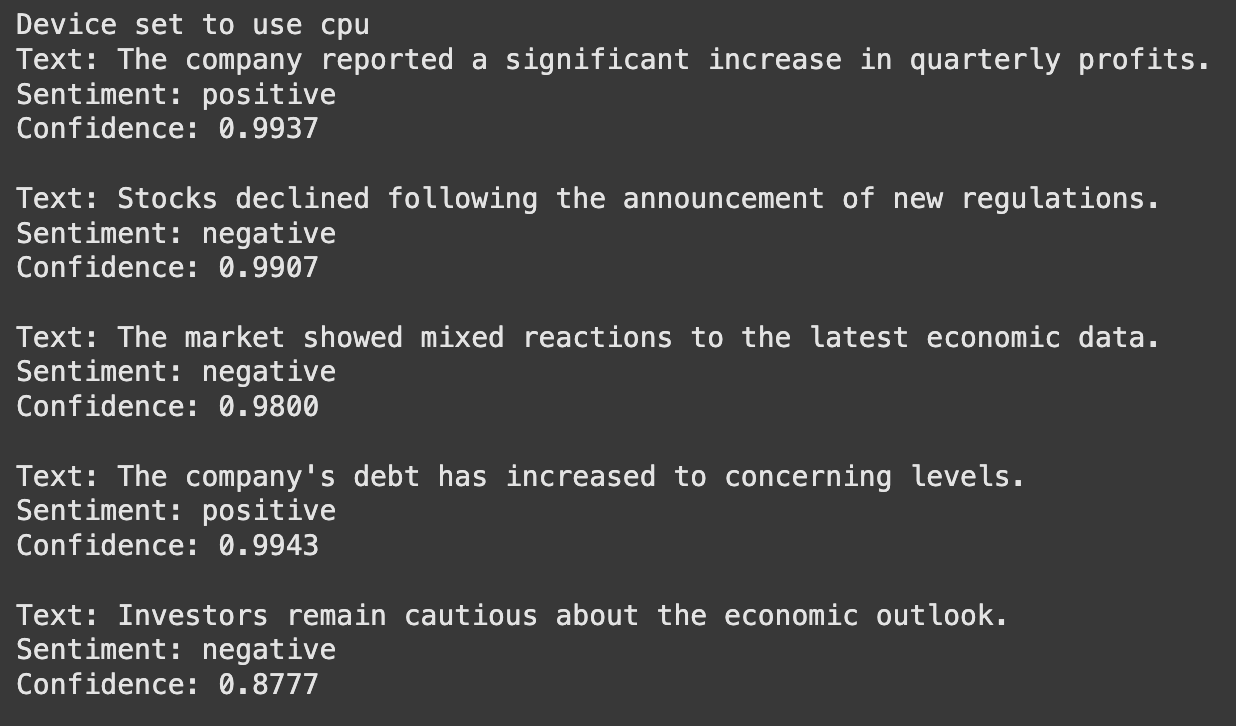 Device set to use cpu
Text: The company reported a significant increase in quarterly profits.
Sentiment: positive
Confidence: 0.9937
Text: Stocks declined following the announcement of new regulations.
Sentiment: negative
Confidence: 0.9907
Text: The market showed mixed reactions to the latest economic data.
Sentiment: negative
Confidence: 0.9800
Text: The company's debt has increased to concerning levels.
Sentiment: positive
Confidence: 0.9943
Text: Investors remain cautious about the economic outlook.
Sentiment: negative
Confidence: 0.8777